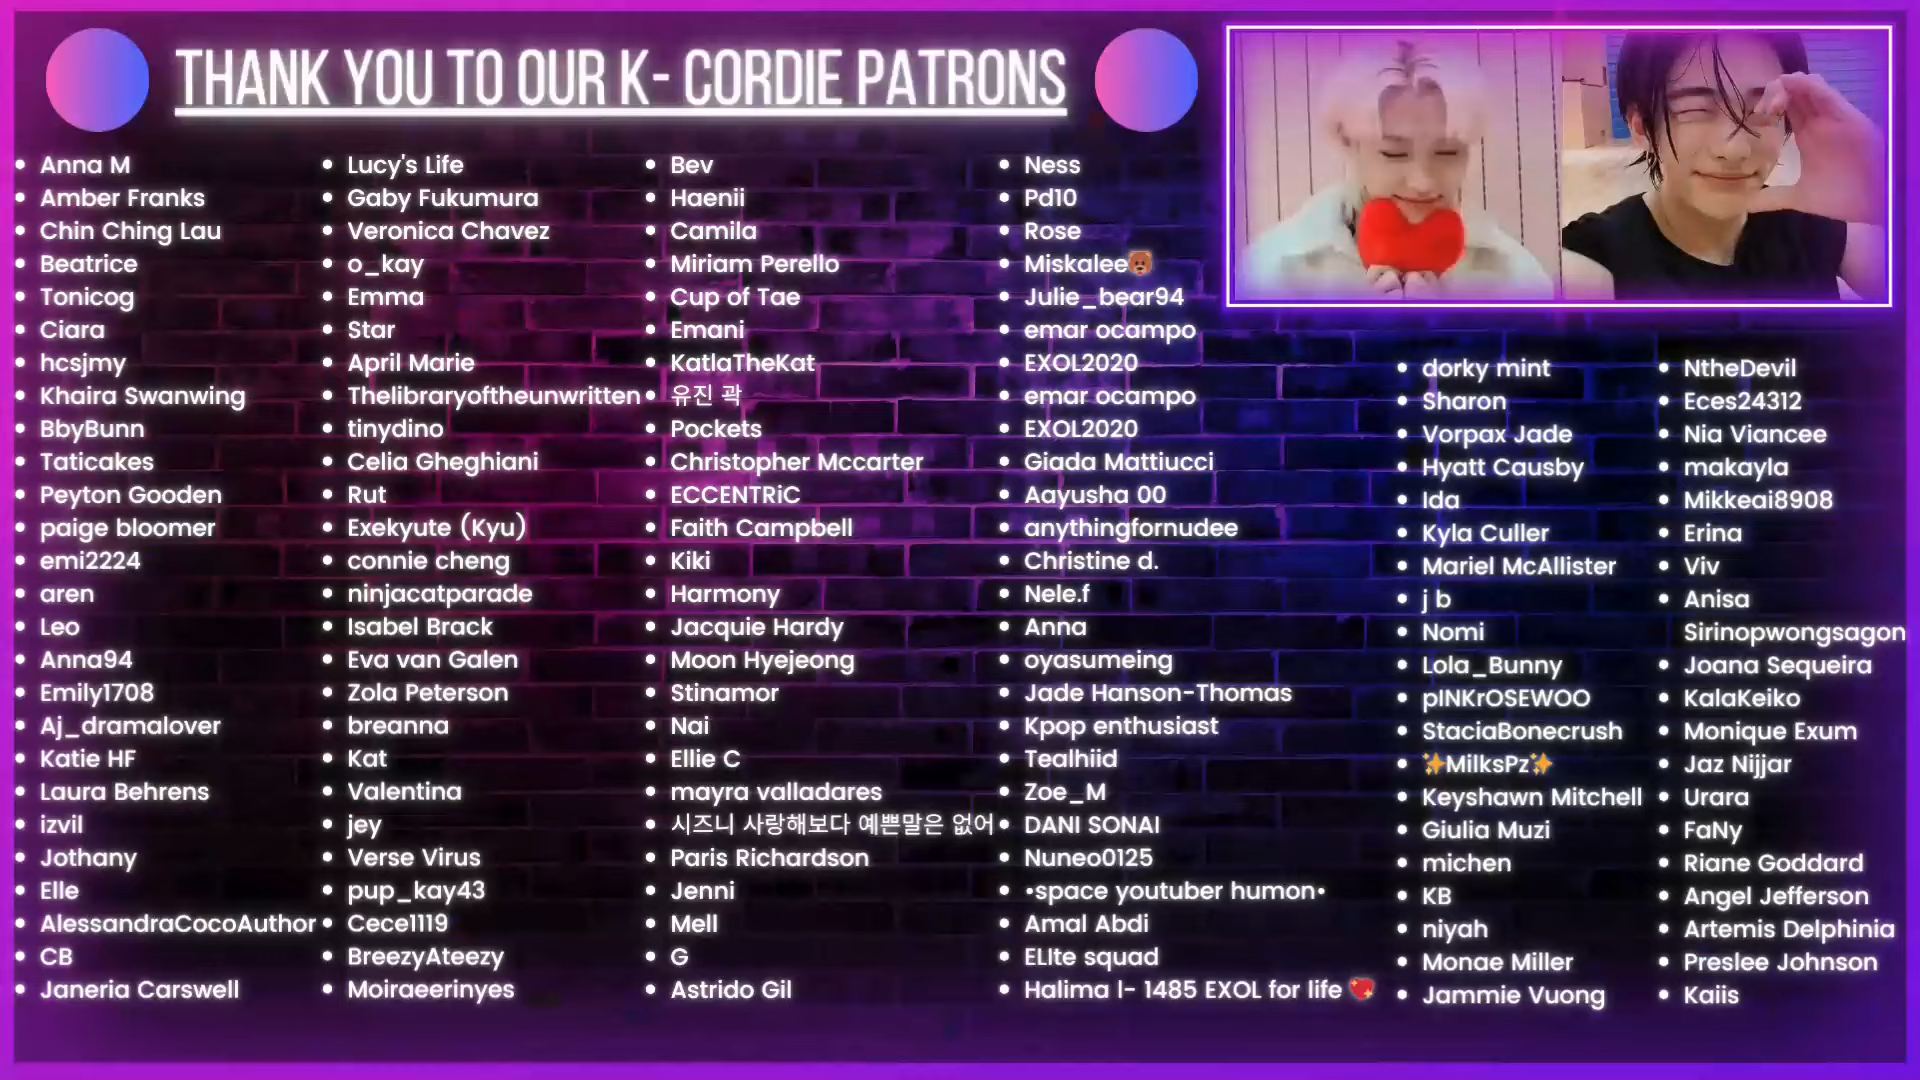 THANK YOU TO OUR K- CORDIE PATRONS
• Anna M
• Amber Franks
• Chin Ching Lau
• Beatrice
• Tonicog
• Ciara
• hcsjmy
• Khaira Swanwing
• BbyBunn
• Taticakes
• Peyton Gooden
• paige bloomer
• emi2224
• aren
• Leo
• Anna94
• Emily1708
• Aj_dramalover
• Katie HF
• Laura Behrens
• izvil
• Jothany
• Elle
• AlessandraCocoAuthor
• CB
• Janeria Carswell
• Lucy's Life
• Gaby Fukumura
• Veronica Chavez
• o_kay
• Emma
• Star
• April Marie
• Thelibraryoftheunwritten
• tinydino
• Celia Gheghiani
• Rut
• Exekyute (Kyu)
• connie cheng
• ninjacatparade
• Isabel Brack
• Eva van Galen
• Zola Peterson
• breanna
• Kat
• Valentina
• jey
• Verse Virus
• pup_kay43
• Cece1119
• BreezyAteezy
• Moiraeerinyes
• Bev
• Haenii
• Camila
• Miriam Perello
• Cup of Tae
• Emani
• KatlaTheKat
• 유진 곽
• Pockets
• Christopher Mccarter
• ECCENTRiC
• Faith Campbell
• Kiki
• Harmony
• Jacquie Hardy
• Moon Hyejeong
• Stinamor
• Nai
• Ellie C
• mayra valladares
• 시즈니 사랑해보다 예쁜말은 없어
• Paris Richardson
• Jenni
• Mell
• G
• Astrido Gil
• Ness
• Pd10
• Rose
• Miskalee🐻
• Julie_bear94
• emar ocampo
• EXOL2020
• emar ocampo
• EXOL2020
• Giada Mattiucci
• Aayusha 00
• anythingfornudee
• Christine d.
• Nele.f
• Anna
• oyasumeing
• Jade Hanson-Thomas
• Kpop enthusiast
• Tealhiid
• Zoe_M
• DANI SONAI
• Nuneo0125
• •space youtuber humon•
• Amal Abdi
• ELIte squad
• Halima l- 1485 EXOL for life 💖
• dorky mint
• Sharon
• Vorpax Jade
• Hyatt Causby
• Ida
• Kyla Culler
• Mariel McAllister
• j b
• Nomi
• Lola_Bunny
• pINKrOSEWOO
• StaciaBonecrush
• ✨MilksPz✨
• Keyshawn Mitchell
• Giulia Muzi
• michen
• KB
• niyah
• Monae Miller
• Jammie Vuong
• NtheDevil
• Eces24312
• Nia Viancee
• makayla
• Mikkeai8908
• Erina
• Viv
• Anisa
Sirinopwongsagon
• Joana Sequeira
• KalaKeiko
• Monique Exum
• Jaz Nijjar
• Urara
• FaNy
• Riane Goddard
• Angel Jefferson
• Artemis Delphinia
• Preslee Johnson
• Kaiis